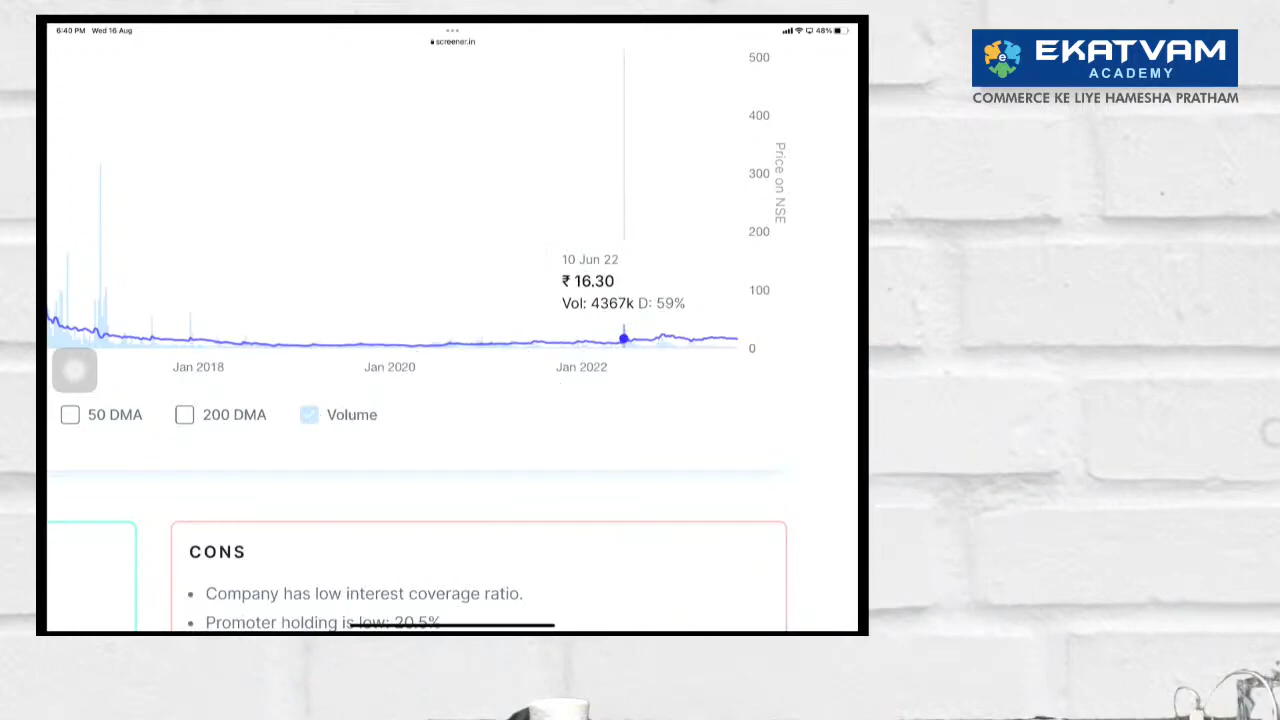 6:40 PM Wed 16 Aug
48%
screener.in
EKATVAM
ACADEMY
COMMERCE KE LIYE HAMESHA PRATHAM
500
400
300
200
100
0
Price on NSE
10 Jun 22
₹ 16.30
Vol: 4367k D: 59%
Jan 2018
Jan 2020
Jan 2022
50 DMA
200 DMA
Volume
CONS
• Company has low interest coverage ratio.
• Promoter holding is low: 20.5%